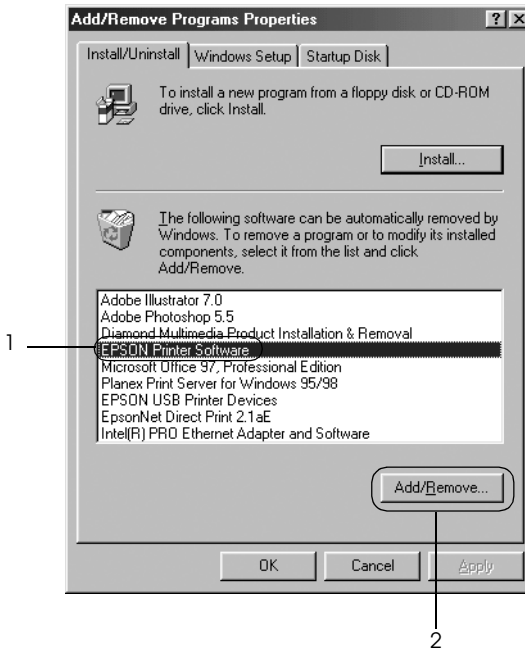 Add/Remove Programs Properties
Install/Uninstall Windows Setup Startup Disk
To install a new program from a floppy disk or CD-ROM
drive, click Install.
Install...
The following software can be automatically removed by
Windows. To remove a program or to modify its installed
components, select it from the list and click
Add/Remove.
Adobe Illustrator 7.0
Adobe Photoshop 5.5
Diamond Multimedia Product Installation & Removal
1 EPSON Printer Software
Microsoft Office 97, Professional Edition
Planex Print Server for Windows 95/98
EPSON USB Printer Devices
EpsonNet Direct Print 2.1aE
Intel(R) PRO Ethernet Adapter and Software
Add/Remove...
OK Cancel Apply
2